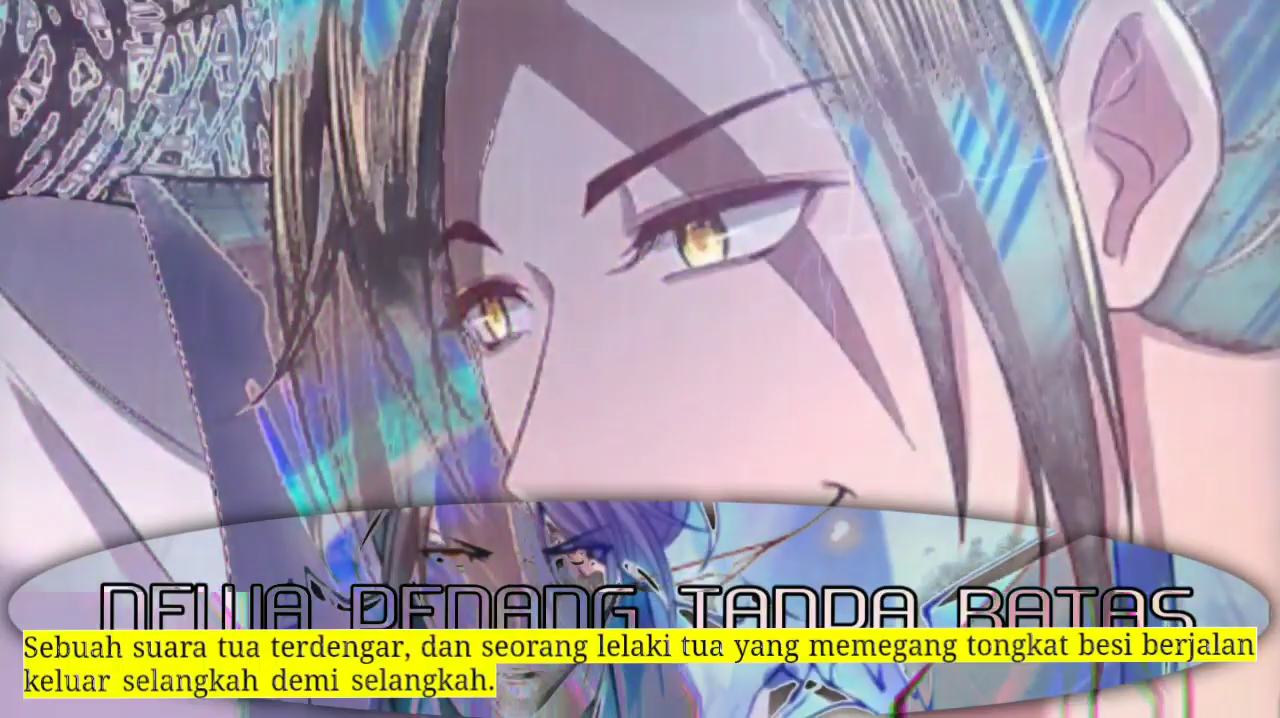 DEWA PEDANG TANPA BATAS
Sebuah suara tua terdengar, dan seorang lelaki tua yang memegang tongkat besi berjalan
keluar selangkah demi selangkah.